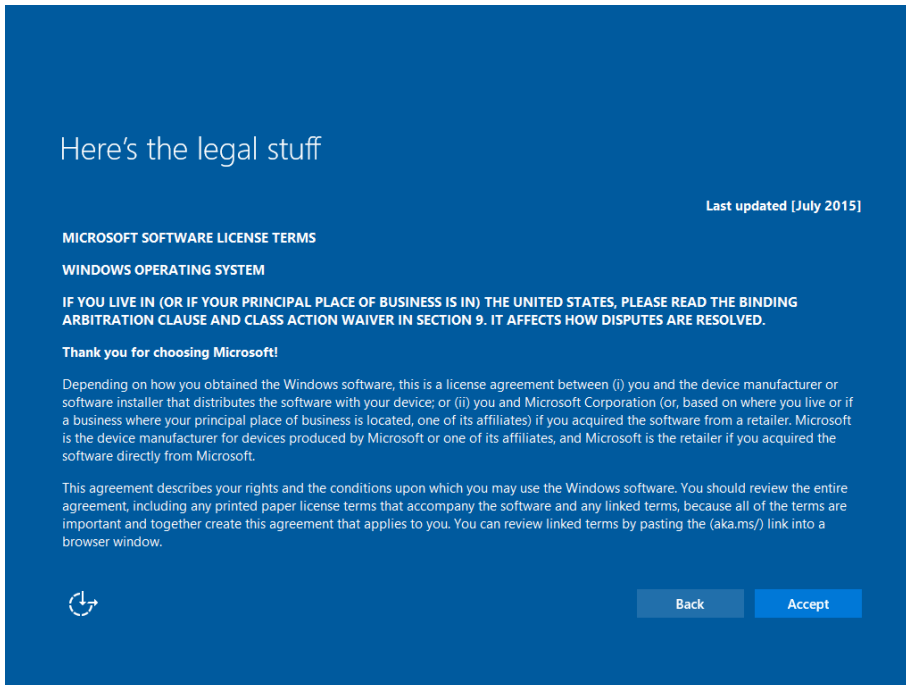 Here's the legal stuff
Last updated [July 2015]
MICROSOFT SOFTWARE LICENSE TERMS
WINDOWS OPERATING SYSTEM
IF YOU LIVE IN (OR IF YOUR PRINCIPAL PLACE OF BUSINESS IS IN) THE UNITED STATES, PLEASE READ THE BINDING
ARBITRATION CLAUSE AND CLASS ACTION WAIVER IN SECTION 9. IT AFFECTS HOW DISPUTES ARE RESOLVED.
Thank you for choosing Microsoft!
Depending on how you obtained the Windows software, this is a license agreement between (i) you and the device manufacturer or
software installer that distributes the software with your device; or (ii) you and Microsoft Corporation (or, based on where you live or if
a business where your principal place of business is located, one of its affiliates) if you acquired the software from a retailer. Microsoft
is the device manufacturer for devices produced by Microsoft or one of its affiliates, and Microsoft is the retailer if you acquired the
software directly from Microsoft.
This agreement describes your rights and the conditions upon which you may use the Windows software. You should review the entire
agreement, including any printed paper license terms that accompany the software and any linked terms, because all of the terms are
important and together create this agreement that applies to you. You can review linked terms by pasting the (aka.ms/) link into a
browser window.
Back
Accept